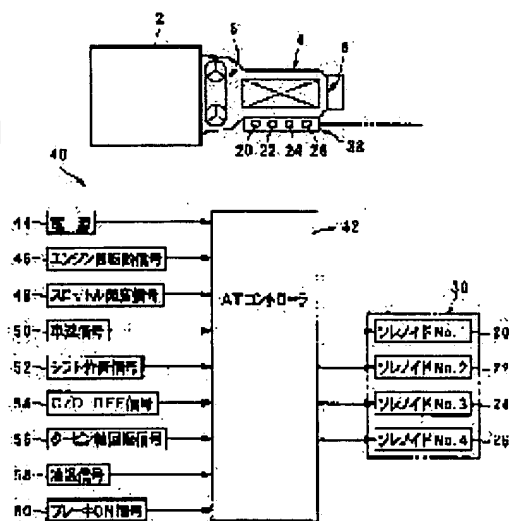 2
5
4
6
20 22 24 26
32
40
42
44 電源
46 エンジン回転数信号
48 スロットル開度信号
50 車速信号
52 シフト位置信号
54 O/D OFF信号
56 タービン軸回転信号
58 油温信号
60 ブレーキON信号
ATコントローラ
30
ソレノイドNo. 1 20
ソレノイドNo. 2 22
ソレノイドNo. 3 24
ソレノイドNo. 4 26